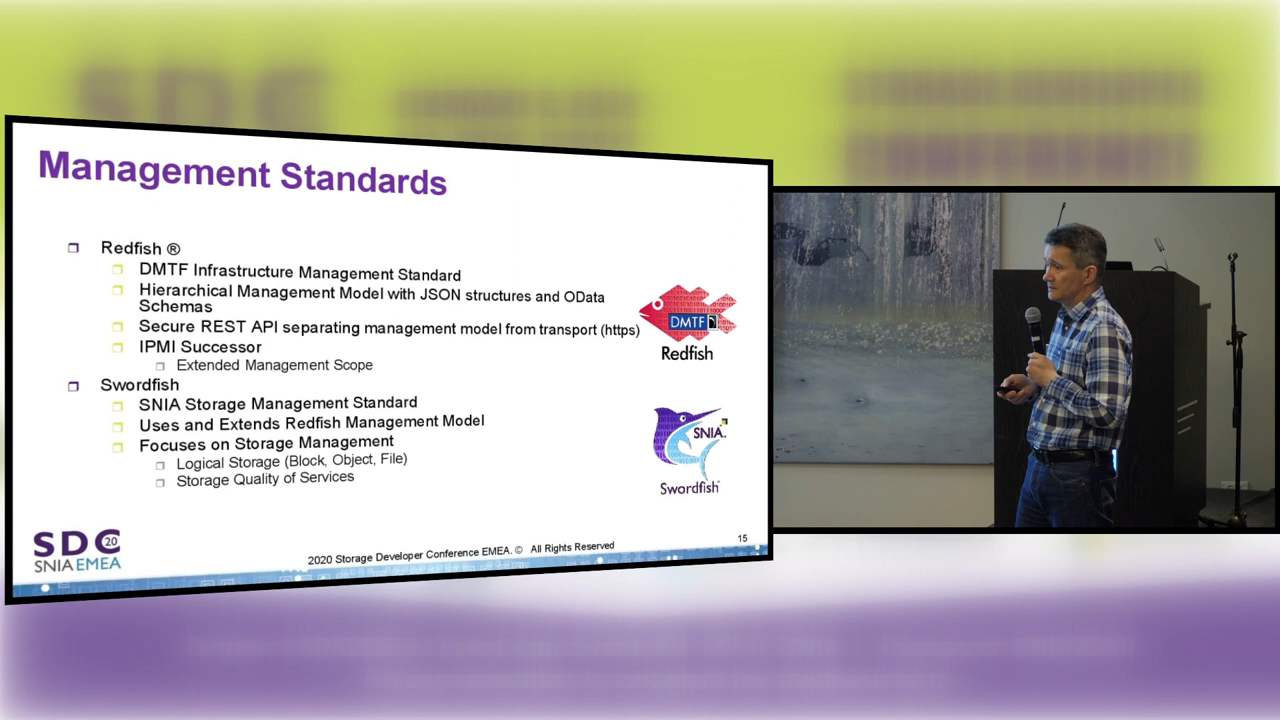 Management Standards
Redfish ®
DMTF Infrastructure Management Standard
Hierarchical Management Model with JSON structures and OData
Schemas
Secure REST API separating management model from transport (https)
IPMI Successor
Extended Management Scope
Swordfish
SNIA Storage Management Standard
Uses and Extends Redfish Management Model
Focuses on Storage Management
Logical Storage (Block, Object, File)
Storage Quality of Services
DMTF
Redfish
SNIA.
Swordfish
SDC 20
SNIA EMEA
2020 Storage Developer Conference EMEA. © All Rights Reserved
15